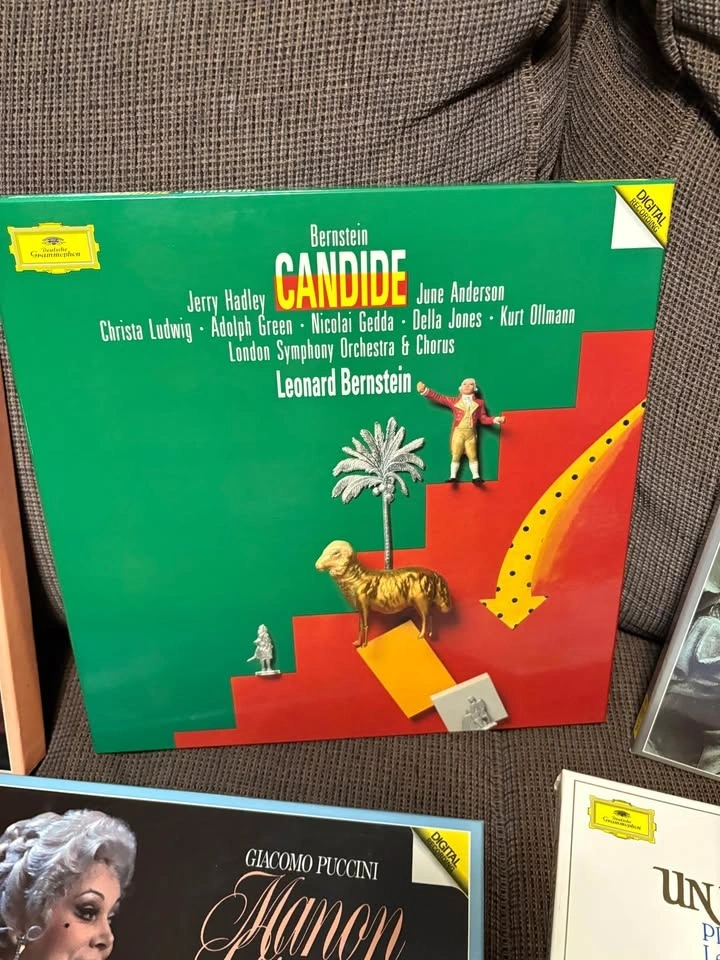 Deutsche
Grammophon
DIGITAL
RECORDING
Bernstein
CANDIDE
Jerry Hadley June Anderson
Christa Ludwig · Adolph Green · Nicolai Gedda · Della Jones · Kurt Ollmann
London Symphony Orchestra & Chorus
Leonard Bernstein
GIACOMO PUCCINI
Manon
DIGITAL
RECORDING
Deutsche
Grammophon
UN